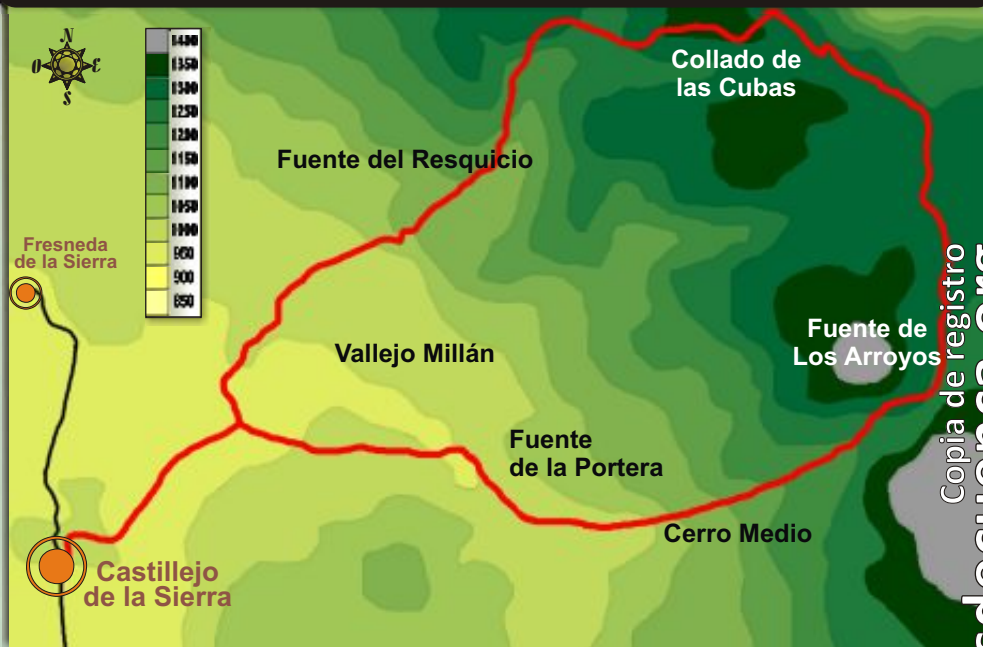 N
O E
S
1400
1350
1300
1250
1200
1150
1100
1050
1000
950
900
850
Collado de
las Cubas
Fuente del Resquicio
Fresneda
de la Sierra
Vallejo Millán
Fuente de
Los Arroyos
Fuente
de la Portera
Cerro Medio
Castillejo
de la Sierra
Copia de registro